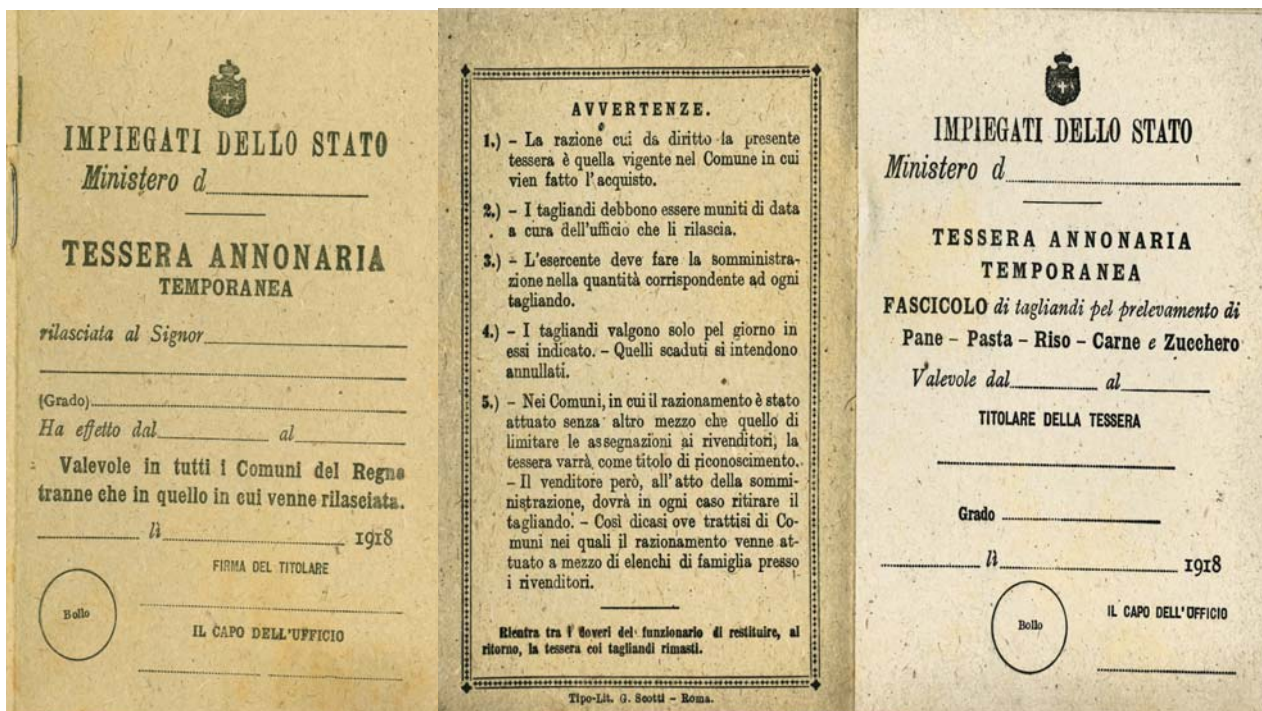 IMPIEGATI DELLO STATO
Ministero d
TESSERA ANNONARIA
TEMPORANEA
rilasciata al Signor
(Grado)
Ha effetto dal al
Valevole in tutti i Comuni del Regno
tranne che in quello in cui venne rilasciata.
lì 1918
FIRMA DEL TITOLARE
Bollo
IL CAPO DELL'UFFICIO
AVVERTENZE.
1.) – La razione cui da diritto la presente
tessera è quella vigente nel Comune in cui
vien fatto l'acquisto.
2.) – I tagliandi debbono essere muniti di data
a cura dell'ufficio che li rilascia.
3.) – L'esercente deve fare la somministra-
zione nella quantità corrispondente ad ogni
tagliando.
4.) – I tagliandi valgono solo pel giorno in
essi indicato. – Quelli scaduti si intendono
annullati.
5.) – Nei Comuni, in cui il razionamento è stato
attuato senza altro mezzo che quello di
limitare le assegnazioni ai rivenditori, la
tessera varrà come titolo di riconoscimento.
– Il venditore però, all'atto della sommi-
nistrazione, dovrà in ogni caso ritirare il
tagliando. – Così dicasi ove trattisi di Co-
muni nei quali il razionamento venne at-
tuato a mezzo di elenchi di famiglia presso
i rivenditori.
Rientra tra i doveri del funzionario di restituire, al
ritorno, la tessera coi tagliandi rimasti.
Tipo-Lit. G. Scotti – Roma.
IMPIEGATI DELLO STATO
Ministero d
TESSERA ANNONARIA
TEMPORANEA
FASCICOLO di tagliandi pel prelevamento di
Pane – Pasta – Riso – Carne e Zucchero
Valevole dal al
TITOLARE DELLA TESSERA
Grado
lì 1918
IL CAPO DELL'UFFICIO
Bollo